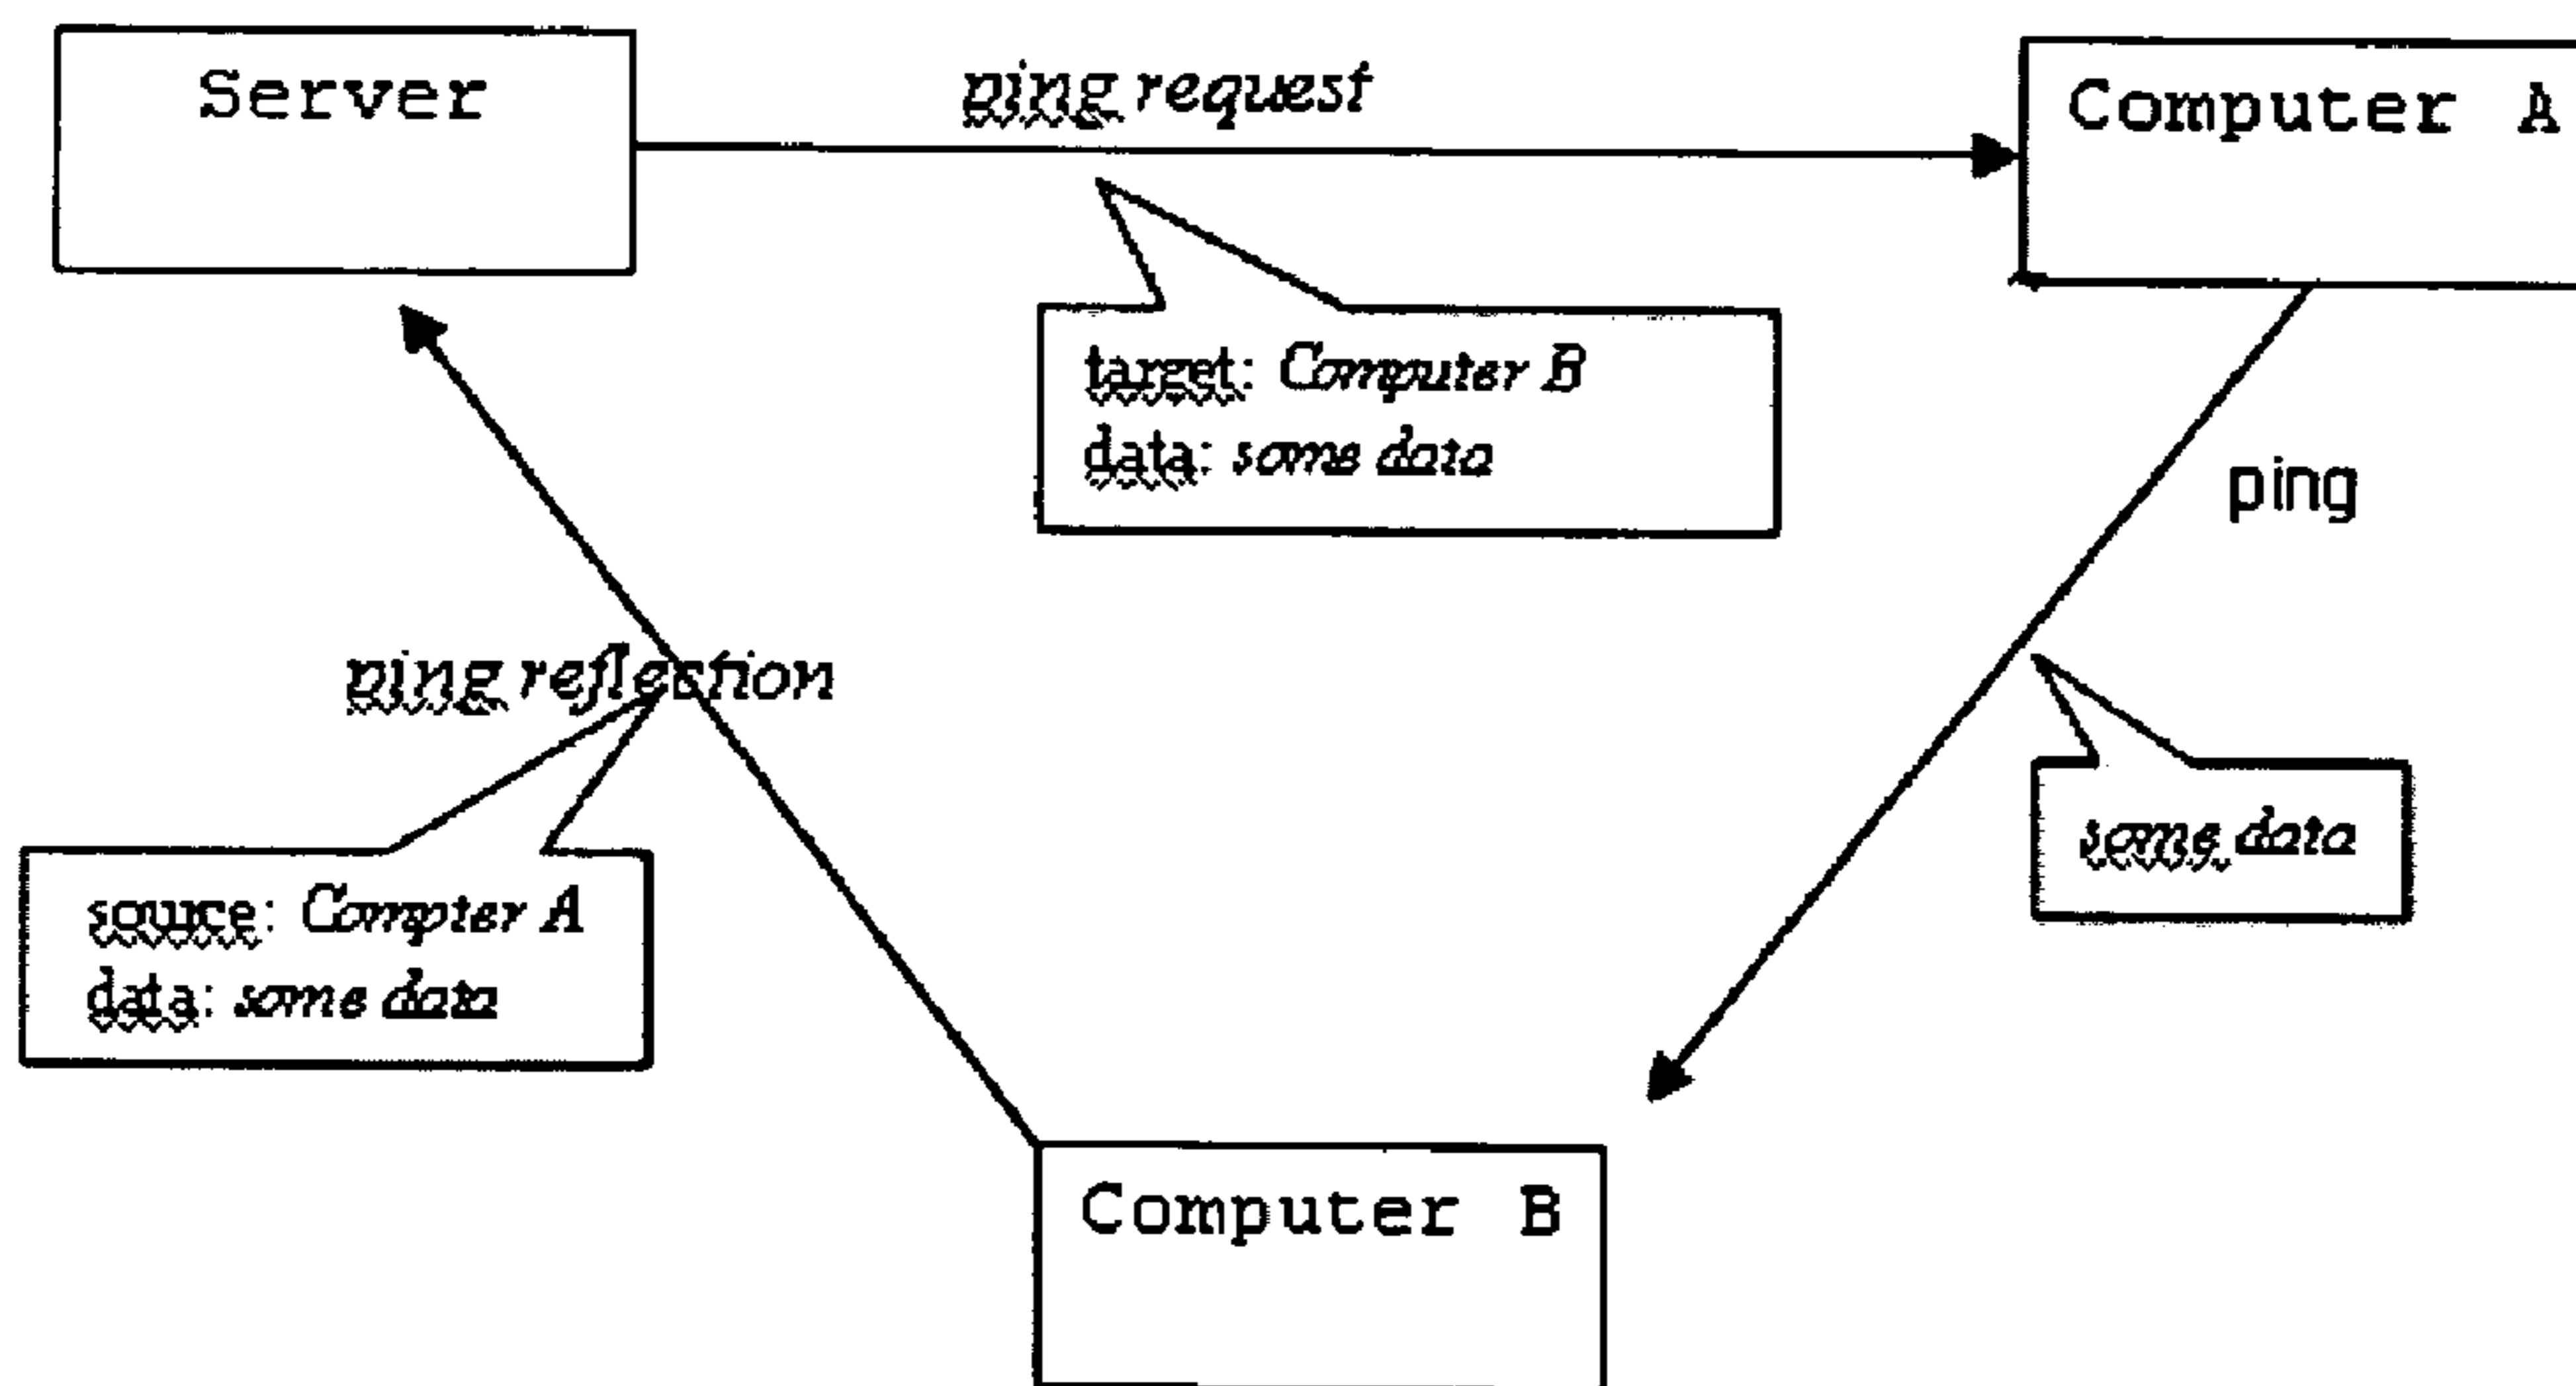 Server
ping request
Computer A
target: Computer B
data: some data
ping
ping reflection
some data
source: Compter A
data: some data
Computer B